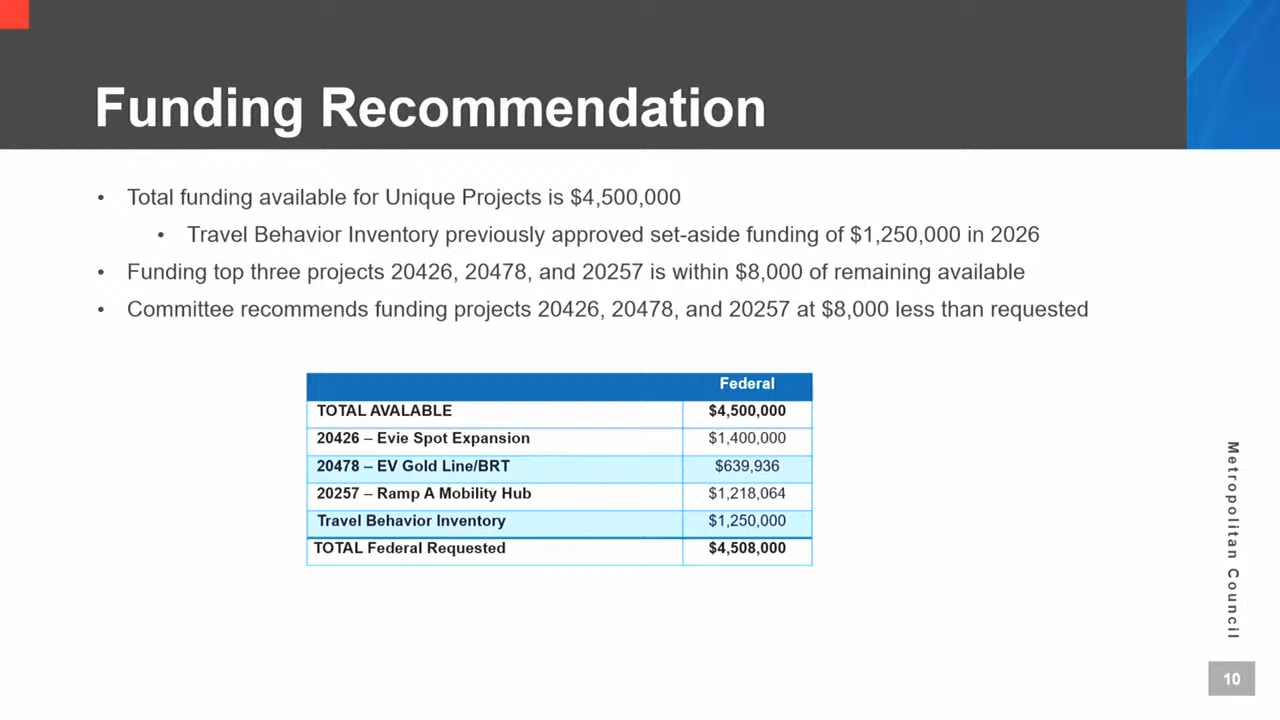 Funding Recommendation
• Total funding available for Unique Projects is $4,500,000
• Travel Behavior Inventory previously approved set-aside funding of $1,250,000 in 2026
• Funding top three projects 20426, 20478, and 20257 is within $8,000 of remaining available
• Committee recommends funding projects 20426, 20478, and 20257 at $8,000 less than requested
Federal
TOTAL AVALABLE $4,500,000
20426 – Evie Spot Expansion $1,400,000
20478 – EV Gold Line/BRT $639,936
20257 – Ramp A Mobility Hub $1,218,064
Travel Behavior Inventory $1,250,000
TOTAL Federal Requested $4,508,000
Metropolitan Council
10